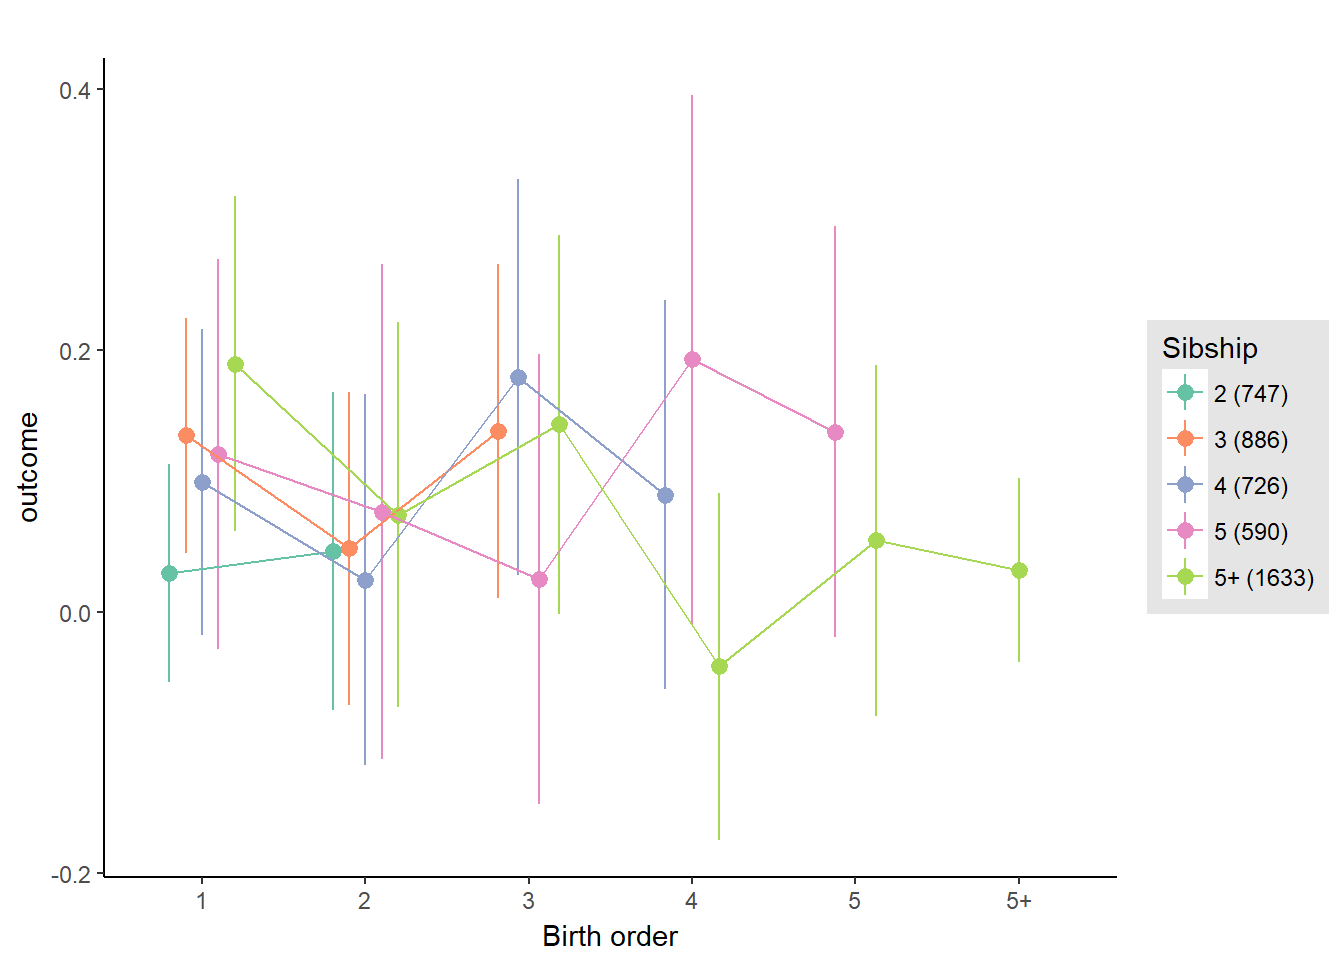 0.4
0.2
0.0
-0.2
outcome
1 2 3 4 5 5+
Birth order
Sibship
2 (747)
3 (886)
4 (726)
5 (590)
5+ (1633)